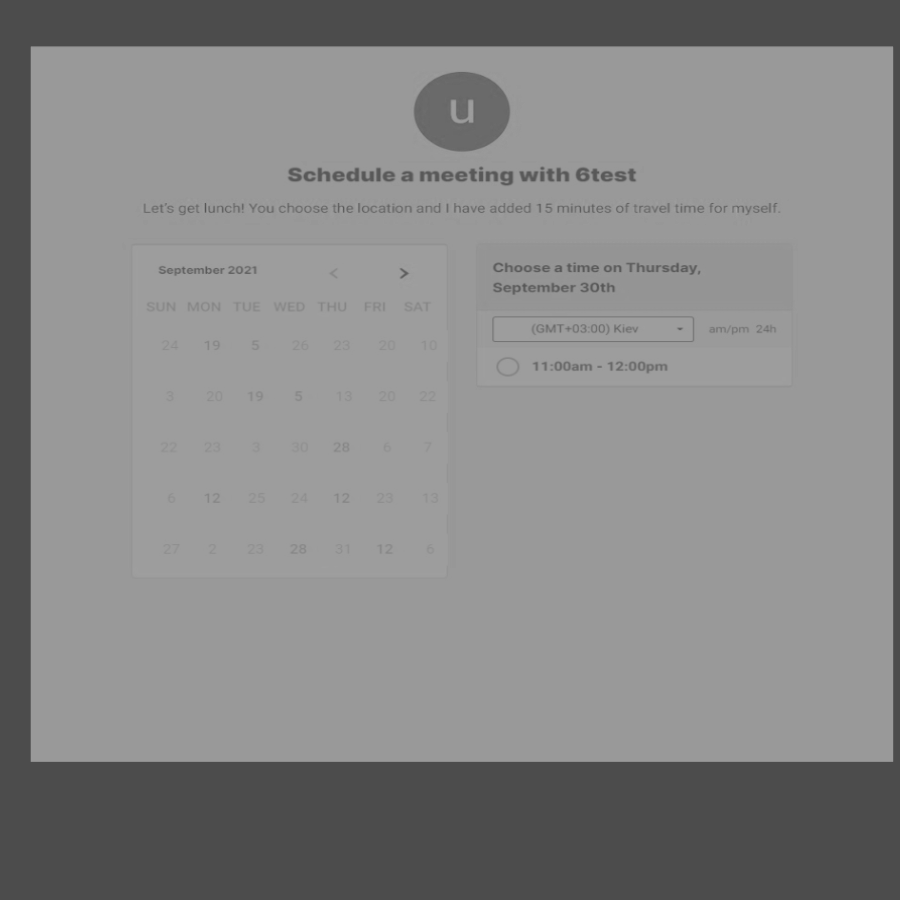 u
Schedule a meeting with 6test
Let's get lunch! You choose the location and I have added 15 minutes of travel time for myself.
September 2021 < >
SUN MON TUE WED THU FRI SAT
24 19 5 26 23 20 10
3 20 19 5 13 20 22
22 23 3 30 28 6 7
6 12 25 24 12 23 13
27 2 23 28 31 12 6
Choose a time on Thursday,
September 30th
(GMT+03:00) Kiev am/pm 24h
11:00am - 12:00pm